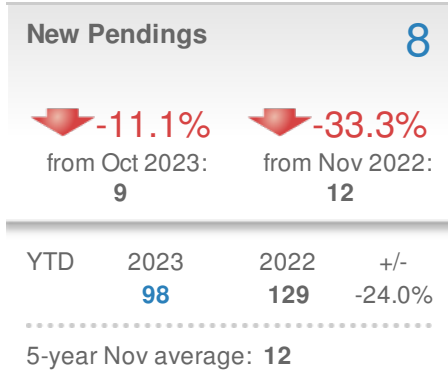 New Pendings 8
-11.1% -33.3%
from Oct 2023: from Nov 2022:
9 12
YTD 2023 2022 +/-
98 129 -24.0%
5-year Nov average: 12